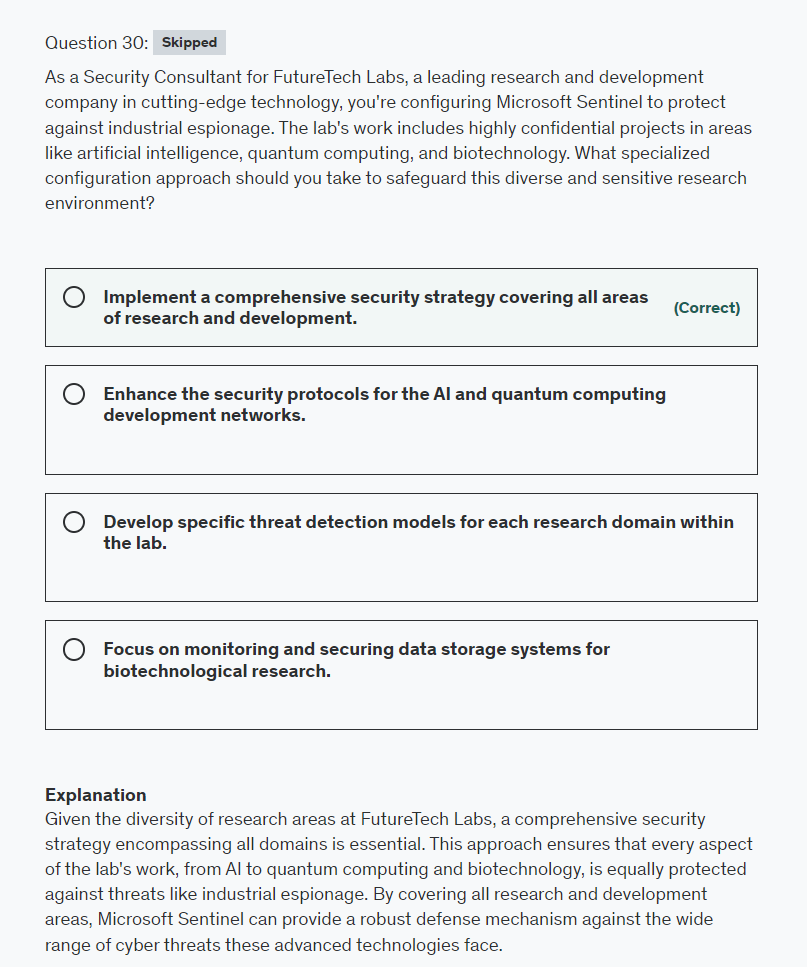 Question 30: Skipped
As a Security Consultant for FutureTech Labs, a leading research and development
company in cutting-edge technology, you're configuring Microsoft Sentinel to protect
against industrial espionage. The lab's work includes highly confidential projects in areas
like artificial intelligence, quantum computing, and biotechnology. What specialized
configuration approach should you take to safeguard this diverse and sensitive research
environment?
Implement a comprehensive security strategy covering all areas
of research and development.
(Correct)
Enhance the security protocols for the AI and quantum computing
development networks.
Develop specific threat detection models for each research domain within
the lab.
Focus on monitoring and securing data storage systems for
biotechnological research.
Explanation
Given the diversity of research areas at FutureTech Labs, a comprehensive security
strategy encompassing all domains is essential. This approach ensures that every aspect
of the lab's work, from AI to quantum computing and biotechnology, is equally protected
against threats like industrial espionage. By covering all research and development
areas, Microsoft Sentinel can provide a robust defense mechanism against the wide
range of cyber threats these advanced technologies face.